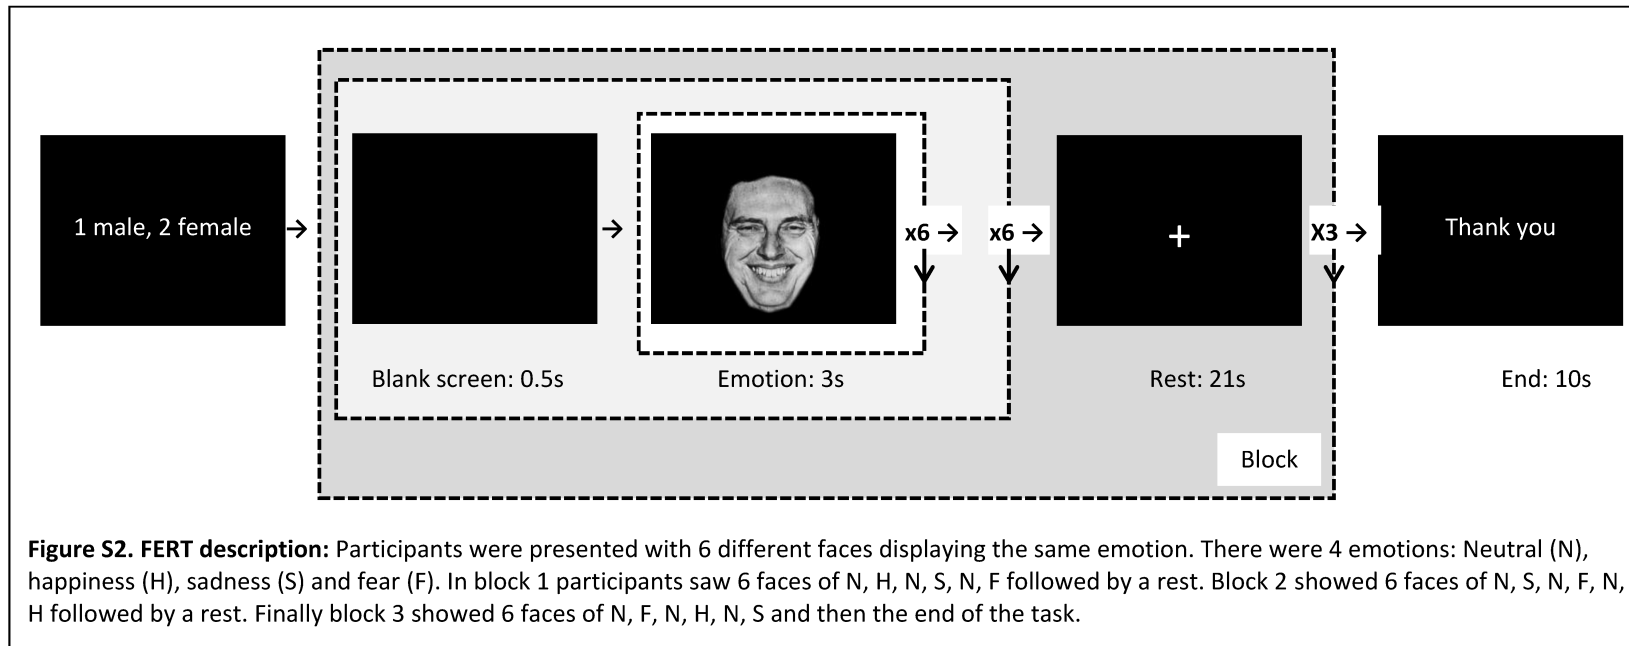 1 male, 2 female →
→
x6 →
x6 →
+
X3 →
Thank you
Blank screen: 0.5s
Emotion: 3s
Rest: 21s
End: 10s
Block
Figure S2. FERT description: Participants were presented with 6 different faces displaying the same emotion. There were 4 emotions: Neutral (N),
happiness (H), sadness (S) and fear (F). In block 1 participants saw 6 faces of N, H, N, S, N, F followed by a rest. Block 2 showed 6 faces of N, S, N, F, N,
H followed by a rest. Finally block 3 showed 6 faces of N, F, N, H, N, S and then the end of the task.